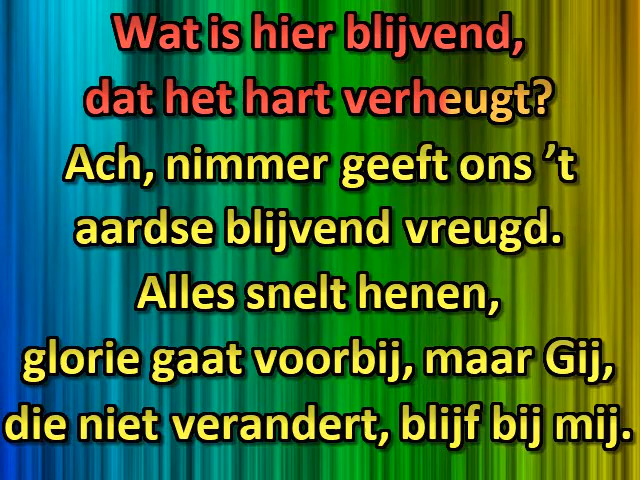 Wat is hier blijvend,
dat het hart verheugt?
Ach, nimmer geeft ons ’t
aardse blijvend vreugd.
Alles snelt henen,
glorie gaat voorbij, maar Gij,
die niet verandert, blijf bij mij.